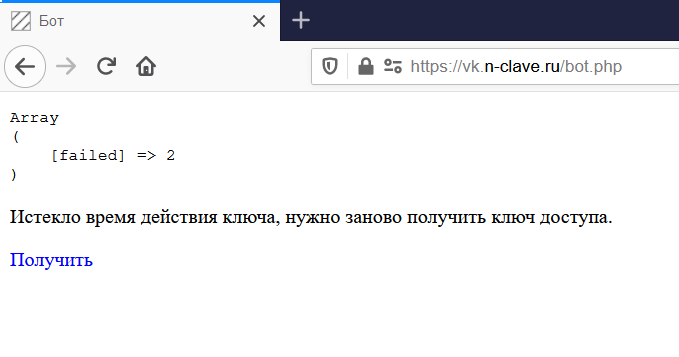 Бот
https://vk.n-clave.ru/bot.php
Array
(
    [failed] => 2
)
Истекло время действия ключа, нужно заново получить ключ доступа.
Получить